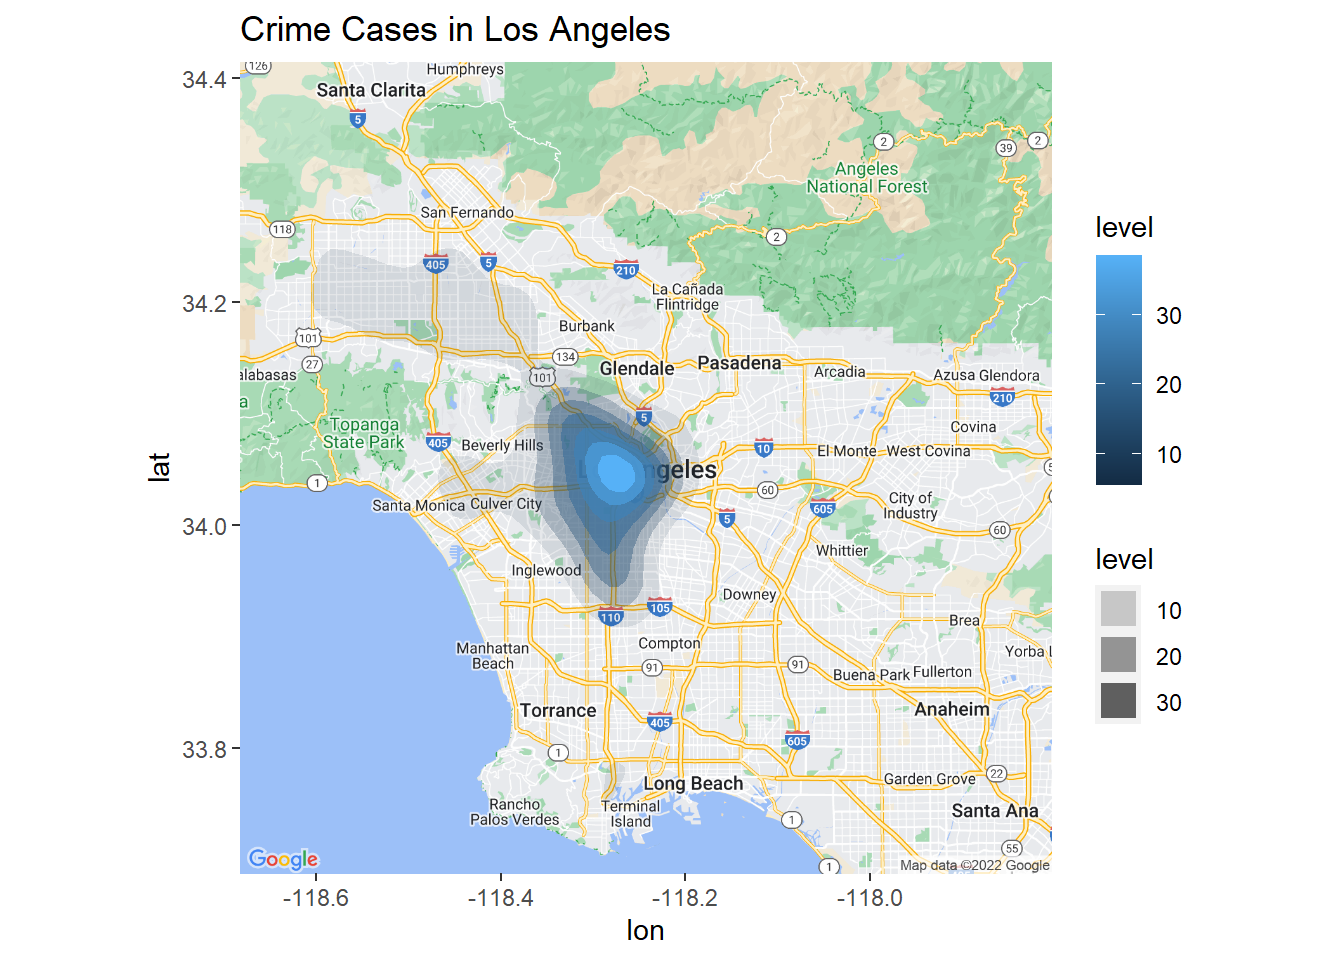 Crime Cases in Los Angeles
34.4
34.2
34.0
33.8
lat
126
Humphreys
Santa Clarita
5
2
2
39
Angeles
National Forest
San Fernando
118
2
405
5
210
La Cañada
Flintridge
Burbank
101
134
27
Glendale
Pasadena
Arcadia
Azusa
Glendora
alabasas
101
210
a
5
Topanga
State Park
Covina
405
Beverly Hills
10
El Monte
West Covina
geles
1
60
5
Santa Monica
Culver City
City of
Industry
605
5
60
Whittier
Inglewood
Downey
105
110
Brea
Compton
Manhattan
Beach
Yorba L
91
91
Buena Park
Fullerton
Torrance
Anaheim
405
605
1
22
Long Beach
Garden Grove
Rancho
Palos Verdes
Terminal
Island
Santa Ana
1
55
Google
Map data ©2022 Google
1
-118.6
-118.4
-118.2
-118.0
lon
level
30
20
10
level
10
20
30